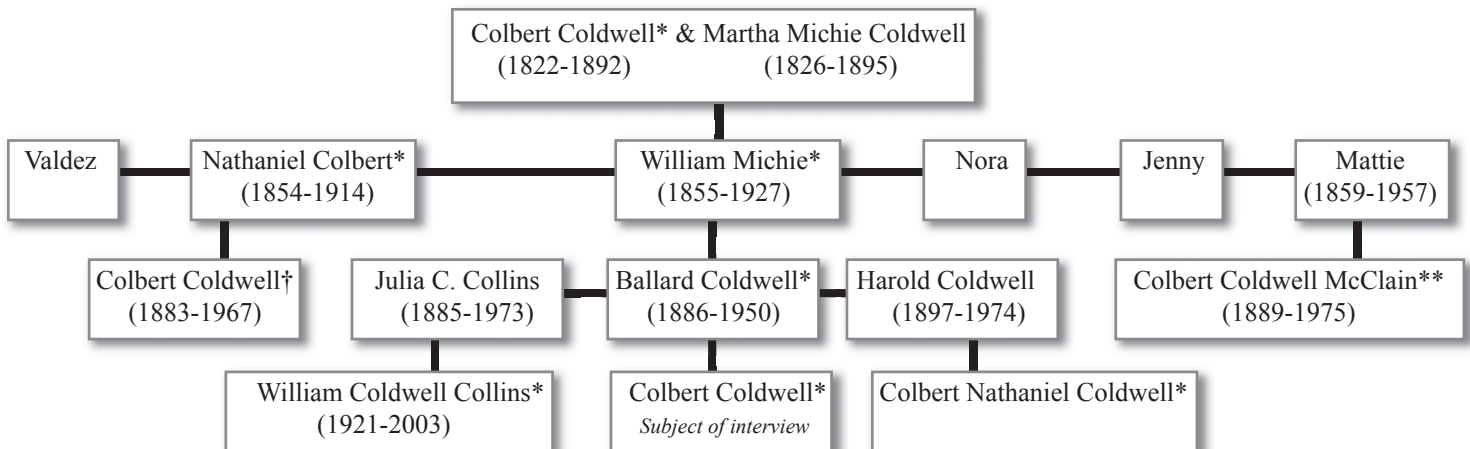 Colbert Coldwell* & Martha Michie Coldwell
(1822-1892) (1826-1895)
Valdez
Nathaniel Colbert*
(1854-1914)
William Michie*
(1855-1927)
Nora
Jenny
Mattie
(1859-1957)
Colbert Coldwell†
(1883-1967)
Julia C. Collins
(1885-1973)
Ballard Coldwell*
(1886-1950)
Harold Coldwell
(1897-1974)
Colbert Coldwell McClain**
(1889-1975)
William Coldwell Collins*
(1921-2003)
Colbert Coldwell*
Subject of interview
Colbert Nathaniel Coldwell*